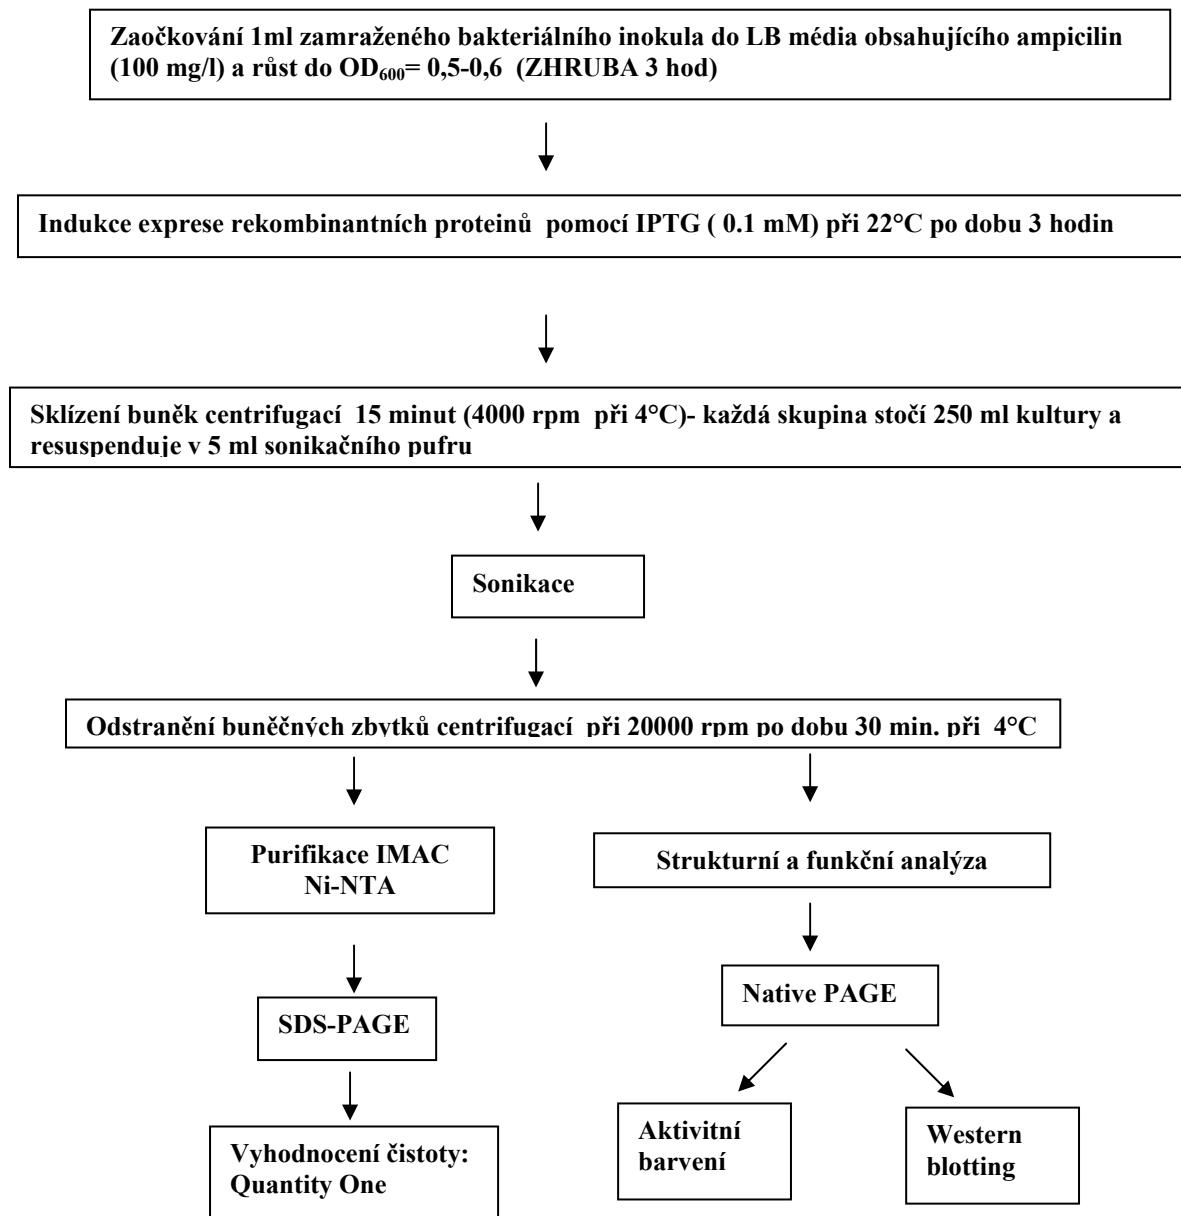 Zaočkování 1ml zamraženého bakteriálního inokula do LB média obsahujícího ampicilin
(100 mg/l) a růst do OD₆₀₀= 0,5-0,6 (ZHRUBA 3 hod)
Indukce exprese rekombinantních proteinů pomocí IPTG ( 0.1 mM) při 22°C po dobu 3 hodin
Sklízení buněk centrifugací 15 minut (4000 rpm při 4°C)- každá skupina stočí 250 ml kultury a
resuspenduje v 5 ml sonikačního pufru
Sonikace
Odstranění buněčných zbytků centrifugací při 20000 rpm po dobu 30 min. při 4°C
Purifikace IMAC
Ni-NTA
Strukturní a funkční analýza
SDS-PAGE
Native PAGE
Vyhodnocení čistoty:
Quantity One
Aktivitní
barvení
Western
blotting